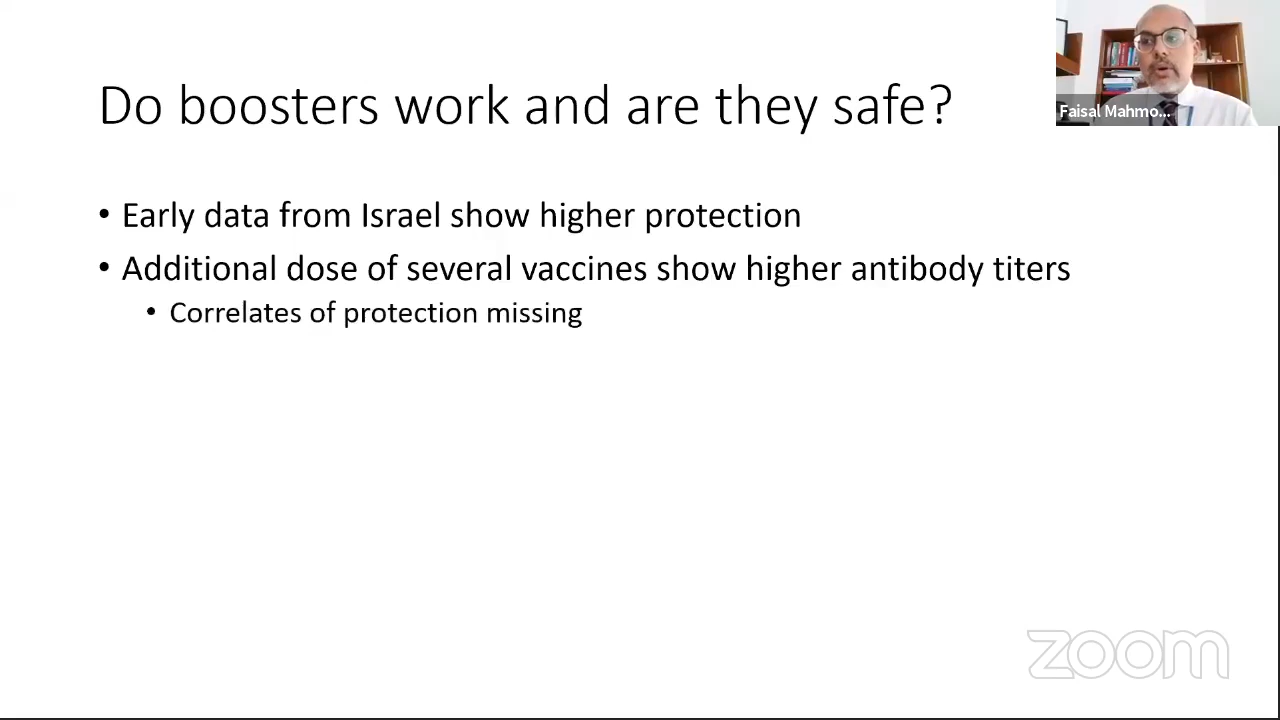 Do boosters work and are they safe?
• Early data from Israel show higher protection
• Additional dose of several vaccines show higher antibody titers
• Correlates of protection missing
Faisal Mahmo...
zoom